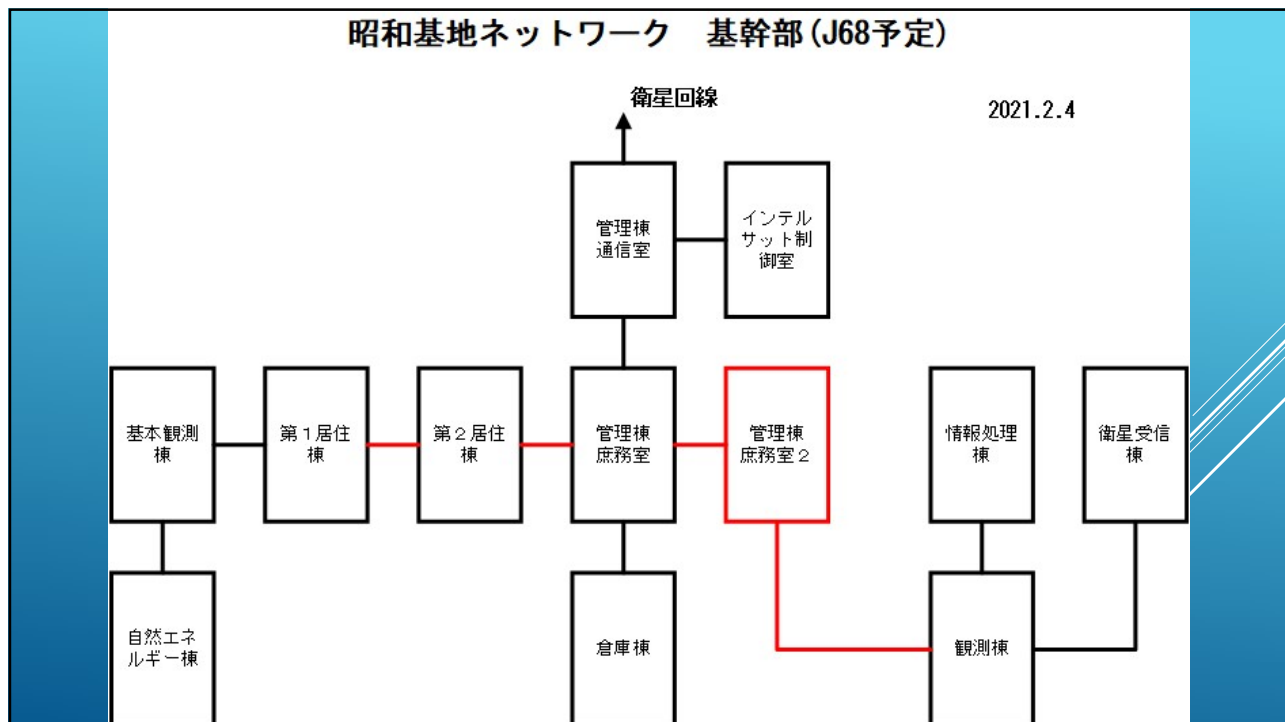 昭和基地ネットワーク　基幹部(J68予定)
衛星回線
2021.2.4
管理棟
通信室
インテル
サット制
御室
基本観測
棟
第１居住
棟
第２居住
棟
管理棟
庶務室
管理棟
庶務室２
情報処理
棟
衛星受信
棟
自然エネ
ルギー棟
倉庫棟
観測棟